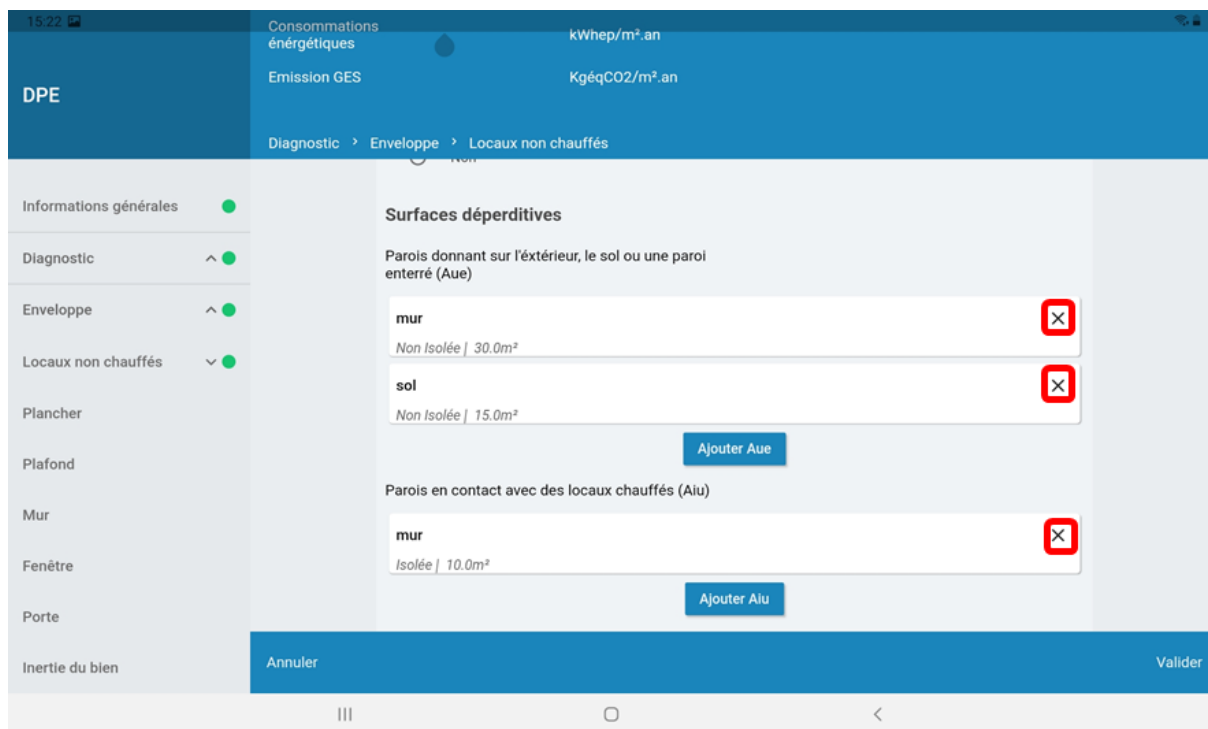 15:22
DPE
Consommations
énérgétiques
kWhep/m².an
Emission GES
KgéqCO2/m².an
Diagnostic > Enveloppe > Locaux non chauffés
Informations générales
Diagnostic
Enveloppe
Locaux non chauffés
Plancher
Plafond
Mur
Fenêtre
Porte
Inertie du bien
Non
Surfaces déperditives
Parois donnant sur l'éxtérieur, le sol ou une paroi
enterré (Aue)
mur
Non Isolée | 30.0m²
sol
Non Isolée | 15.0m²
Ajouter Aue
Parois en contact avec des locaux chauffés (Aiu)
mur
Isolée | 10.0m²
Ajouter Aiu
Annuler
Valider